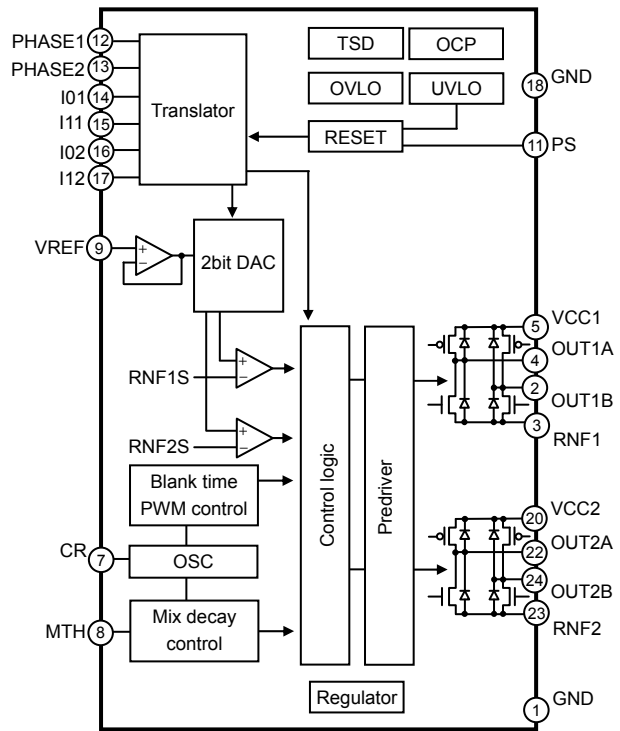 PHASE1 12
PHASE2 13
I01 14
I11 15
I02 16
I12 17
Translator
TSD
OCP
OVLO
UVLO
RESET
18 GND
11 PS
VREF 9
+
−
2bit DAC
RNF1S
+
−
RNF2S
+
−
Blank time
PWM control
CR 7
OSC
MTH 8
Mix decay
control
Control logic
Predriver
Regulator
5 VCC1
4 OUT1A
2 OUT1B
3 RNF1
20 VCC2
22 OUT2A
24 OUT2B
23 RNF2
1 GND